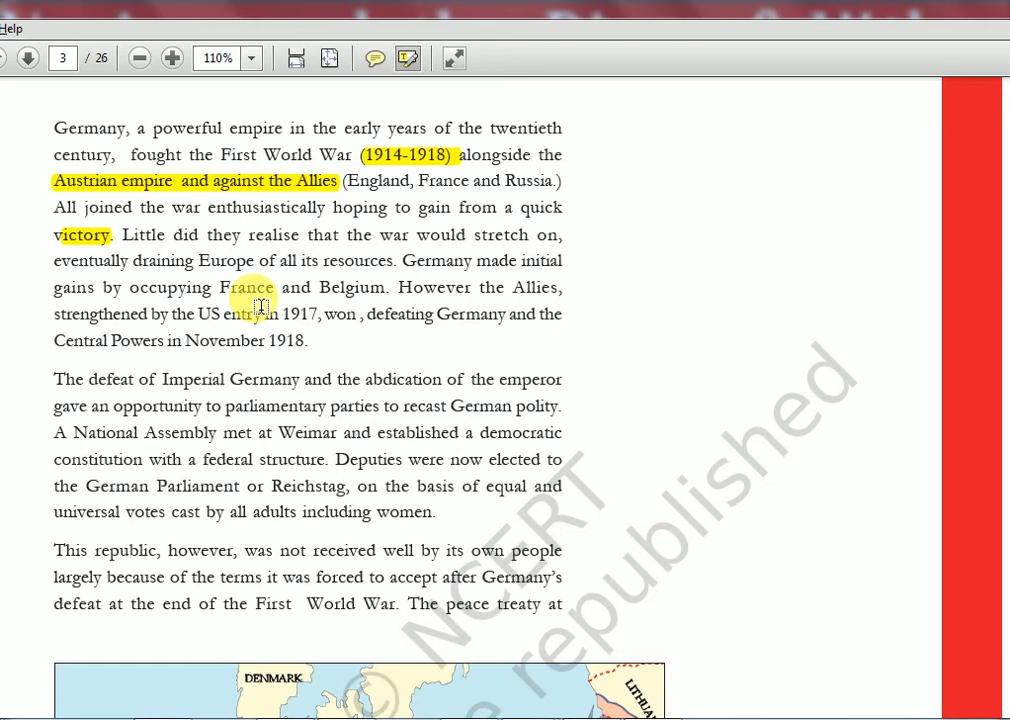 Help
3 / 26 110%
Germany, a powerful empire in the early years of the twentieth
century, fought the First World War (1914-1918) alongside the
Austrian empire and against the Allies (England, France and Russia.)
All joined the war enthusiastically hoping to gain from a quick
victory. Little did they realise that the war would stretch on,
eventually draining Europe of all its resources. Germany made initial
gains by occupying France and Belgium. However the Allies,
strengthened by the US entry in 1917, won , defeating Germany and the
Central Powers in November 1918.
The defeat of Imperial Germany and the abdication of the emperor
gave an opportunity to parliamentary parties to recast German polity.
A National Assembly met at Weimar and established a democratic
constitution with a federal structure. Deputies were now elected to
the German Parliament or Reichstag, on the basis of equal and
universal votes cast by all adults including women.
This republic, however, was not received well by its own people
largely because of the terms it was forced to accept after Germany's
defeat at the end of the First World War. The peace treaty at
© NCERT
e republished
DENMARK
LITHUA